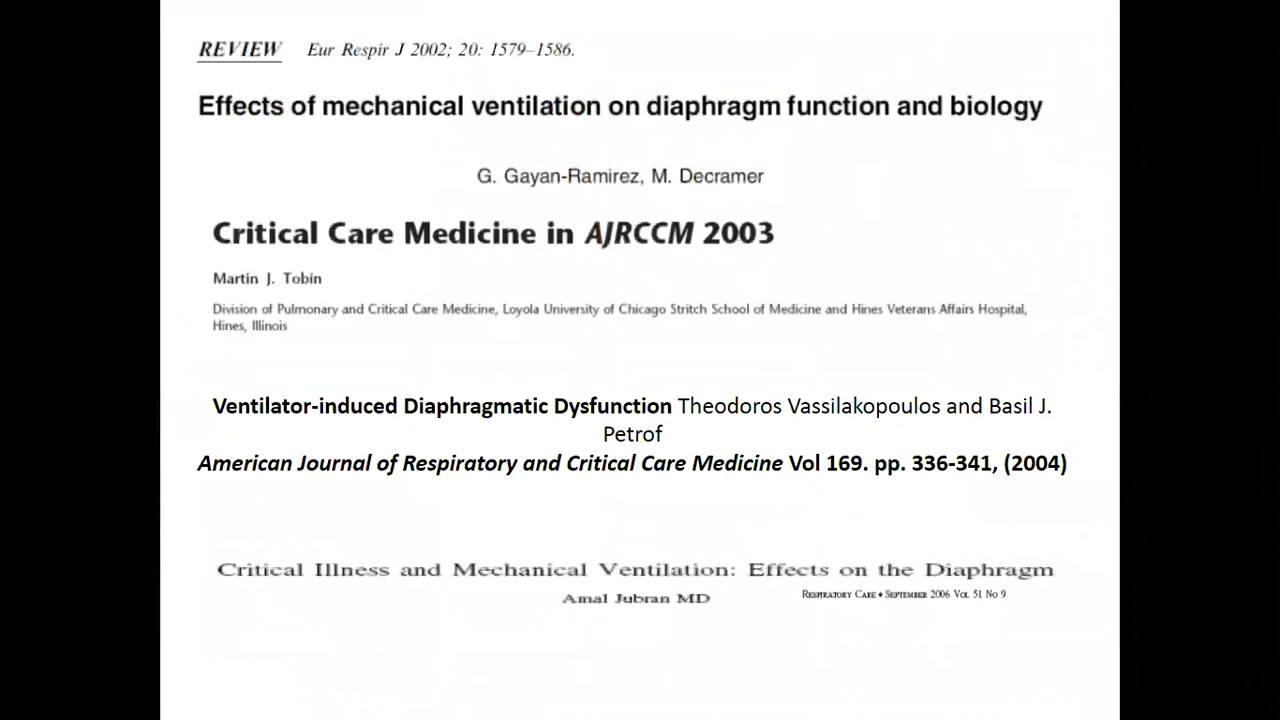 REVIEW Eur Respir J 2002; 20: 1579–1586.
Effects of mechanical ventilation on diaphragm function and biology
G. Gayan-Ramirez, M. Decramer
Critical Care Medicine in AJRCCM 2003
Martin J. Tobin
Division of Pulmonary and Critical Care Medicine, Loyola University of Chicago Stritch School of Medicine and Hines Veterans Affairs Hospital,
Hines, Illinois
Ventilator-induced Diaphragmatic Dysfunction Theodoros Vassilakopoulos and Basil J.
Petrof
American Journal of Respiratory and Critical Care Medicine Vol 169. pp. 336-341, (2004)
Critical Illness and Mechanical Ventilation: Effects on the Diaphragm
Amal Jubran MD RESPIRATORY CARE • SEPTEMBER 2006 VOL 51 NO 9